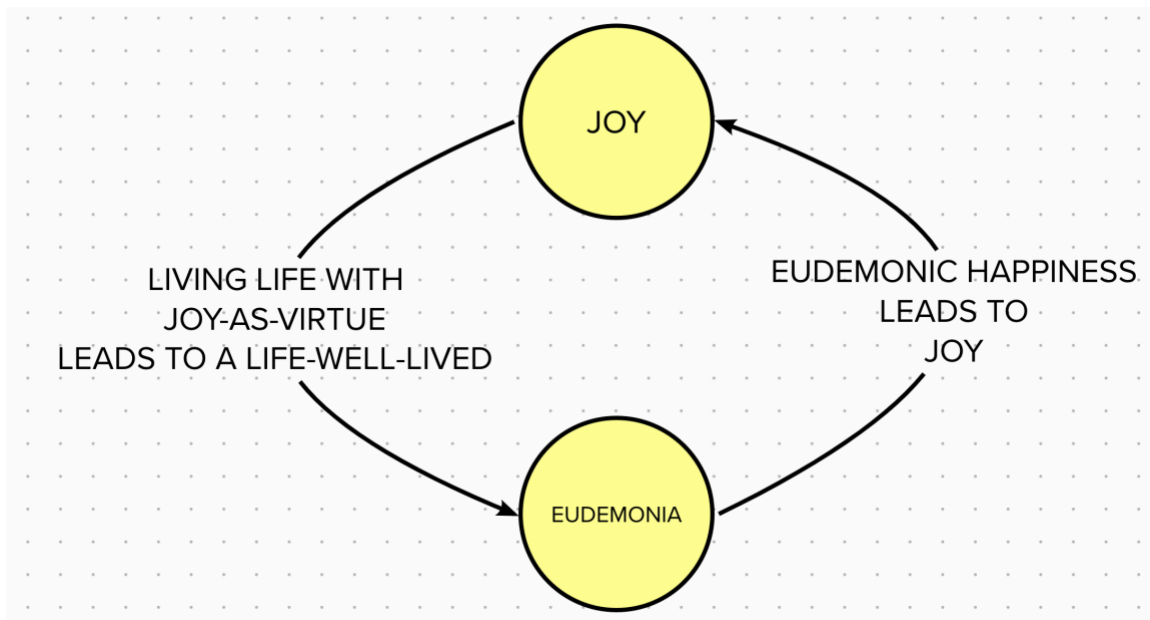 JOY
LIVING LIFE WITH
JOY-AS-VIRTUE
LEADS TO A LIFE-WELL-LIVED
EUDEMONIC HAPPINESS
LEADS TO
JOY
EUDEMONIA